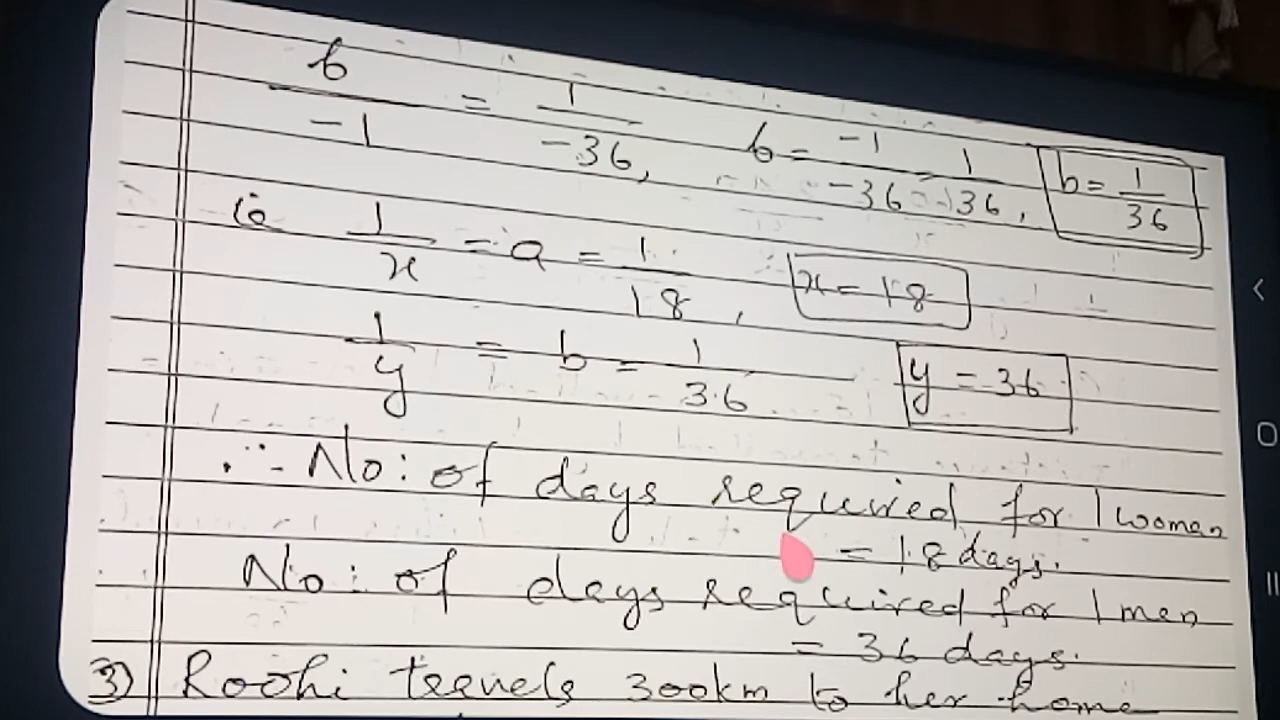 b/-1 = 1/-36, b = -1/-36 = 1/36, b = 1/36
ie 1/x = a = 1/18, x = 18
1/y = b = 1/36 y = 36
∴ No: of days required for 1 women
= 18 days.
No: of days required for 1 men
= 36 days.
3) Roohi travels 300km to her home